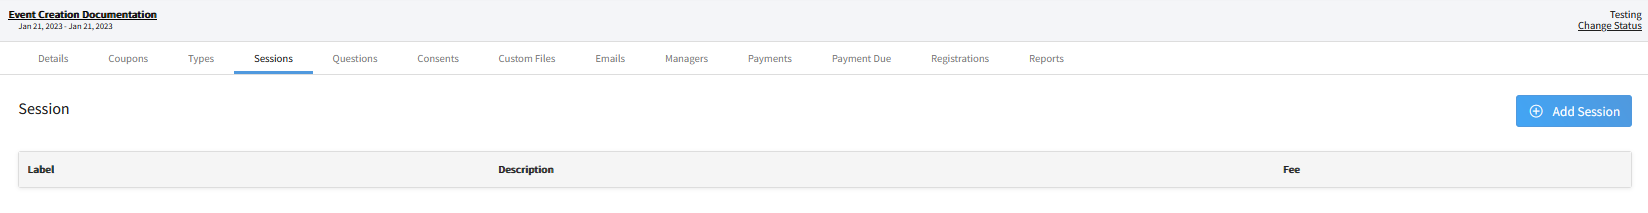 Event Creation Documentation
Jan 21, 2023 - Jan 21, 2023
Testing
Change Status
Details Coupons Types Sessions Questions Consents Custom Files Emails Managers Payments Payment Due Registrations Reports
Session
Add Session
Label Description Fee